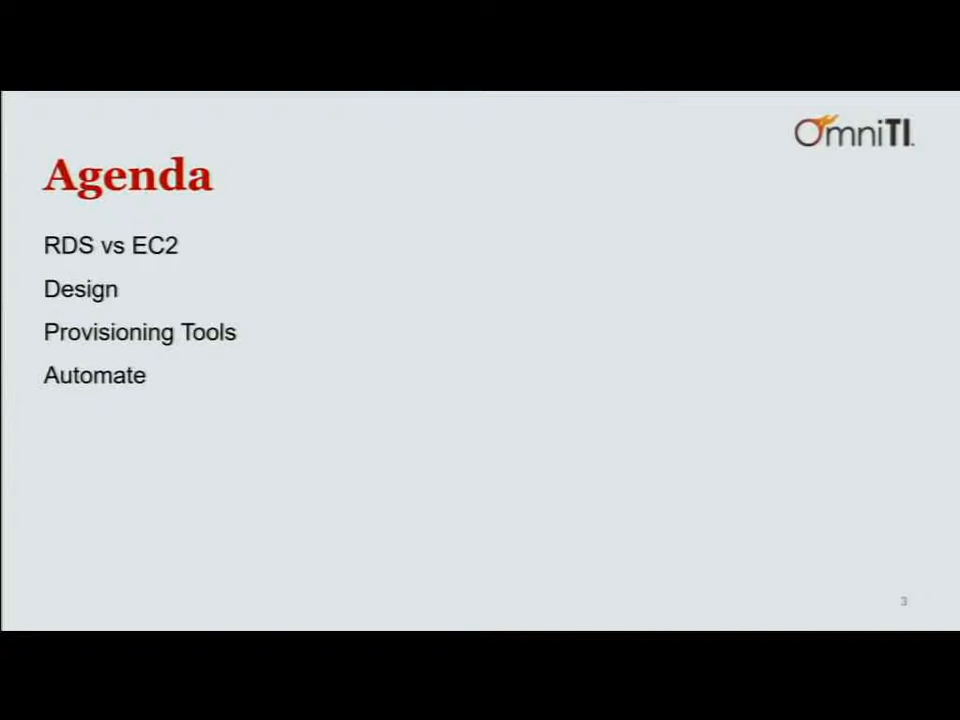 OmniTI.
Agenda
RDS vs EC2
Design
Provisioning Tools
Automate
3